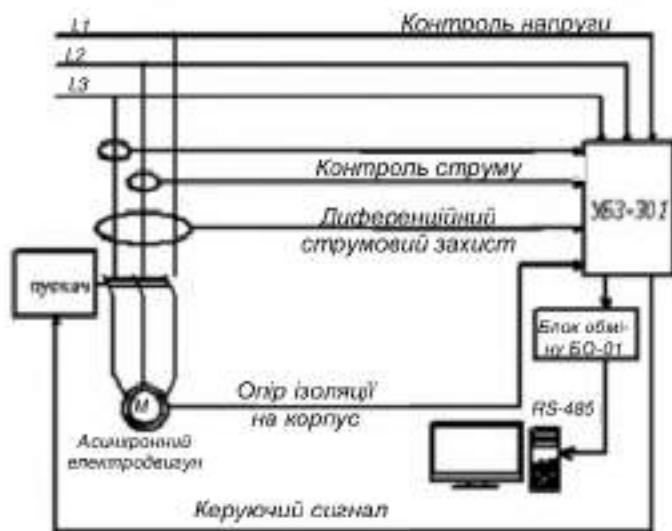 L1
Контроль напруги
L2
L3
Контроль струму
УБЗ-301
Диференційний
струмовий захист
пускач
Блок обмі-
ну БО-01
М
Опір ізоляції
на корпус
RS-485
Асинхронний
електродвигун
Керуючий сигнал